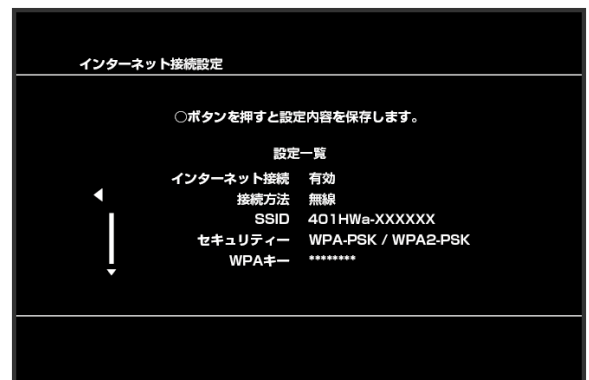 インターネット接続設定
○ボタンを押すと設定内容を保存します。
設定一覧
インターネット接続 有効
接続方法 無線
SSID 401HWa-XXXXXX
セキュリティー WPA-PSK / WPA2-PSK
WPAキー ********